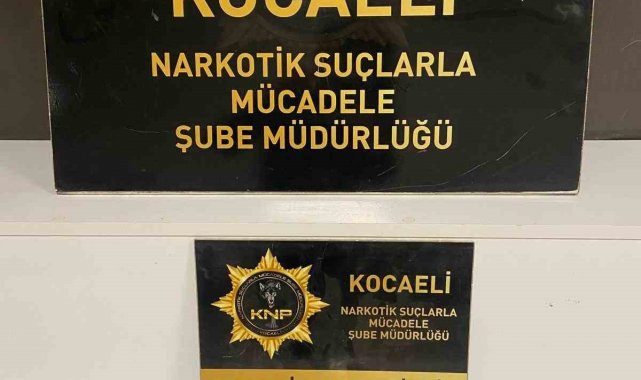 KOCAELİ
NARKOTİK SUÇLARLA
MÜCADELE
ŞUBE MÜDÜRLÜĞÜ
KNP
KOCAELİ
NARKOTİK SUÇLARLA
MÜCADELE
ŞUBE MÜDÜRLÜĞÜ